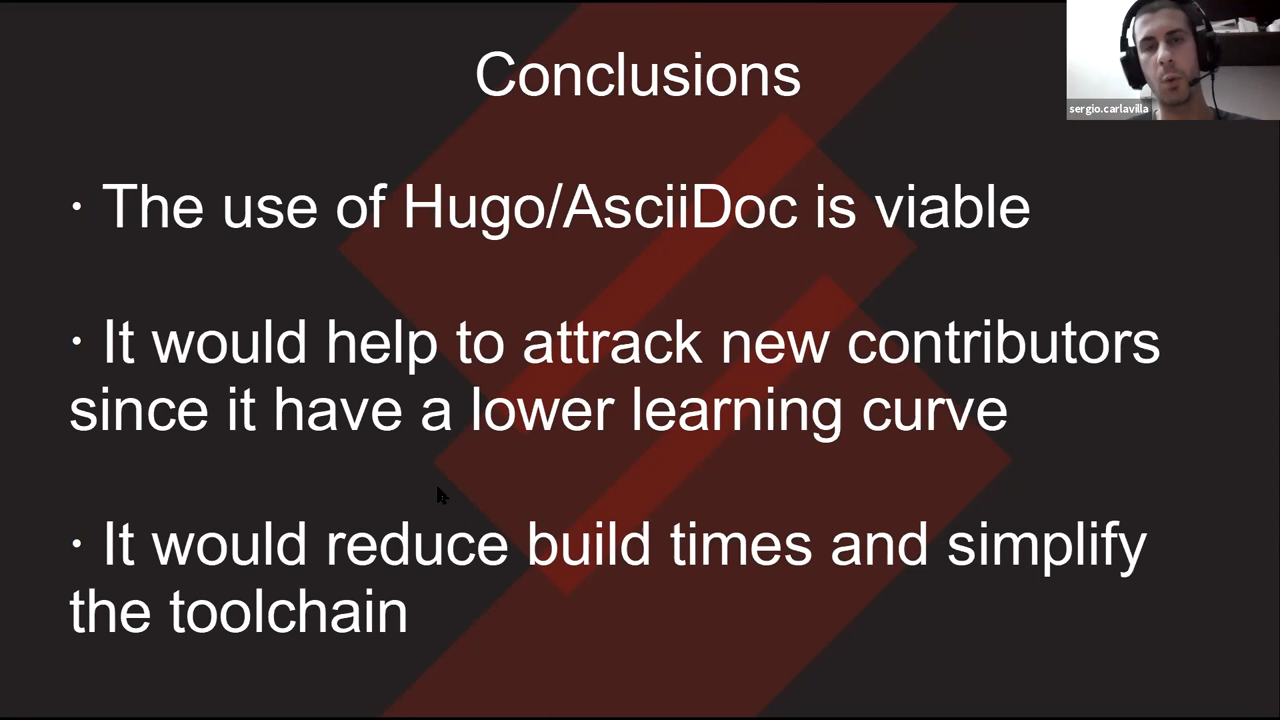 Conclusions
sergio.carlavilla
· The use of Hugo/AsciiDoc is viable
· It would help to attrack new contributors
since it have a lower learning curve
· It would reduce build times and simplify
the toolchain